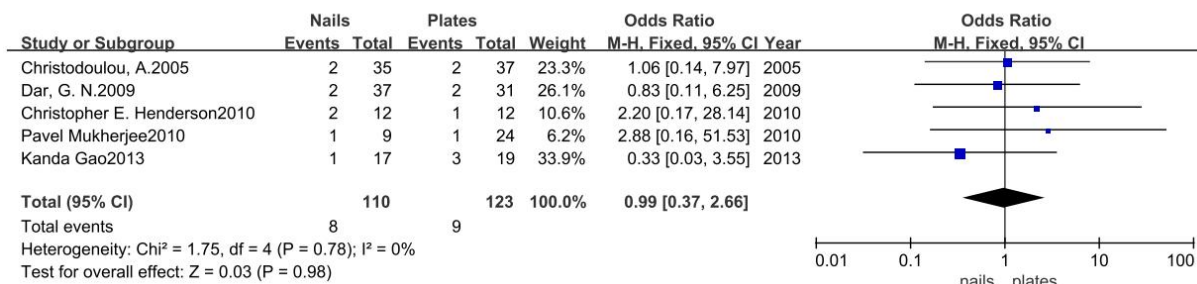 Nails Plates Odds Ratio Odds Ratio
Study or Subgroup Events Total Events Total Weight M-H, Fixed, 95% CI Year M-H, Fixed, 95% CI
Christodoulou, A.2005 2 35 2 37 23.3% 1.06 [0.14, 7.97] 2005
Dar, G. N.2009 2 37 2 31 26.1% 0.83 [0.11, 6.25] 2009
Christopher E. Henderson2010 2 12 1 12 10.6% 2.20 [0.17, 28.14] 2010
Pavel Mukherjee2010 1 9 1 24 6.2% 2.88 [0.16, 51.53] 2010
Kanda Gao2013 1 17 3 19 33.9% 0.33 [0.03, 3.55] 2013
Total (95% CI) 110 123 100.0% 0.99 [0.37, 2.66]
Total events 8 9
Heterogeneity: Chi² = 1.75, df = 4 (P = 0.78); I² = 0%
Test for overall effect: Z = 0.03 (P = 0.98)
0.01 0.1 1 10 100
nails plates